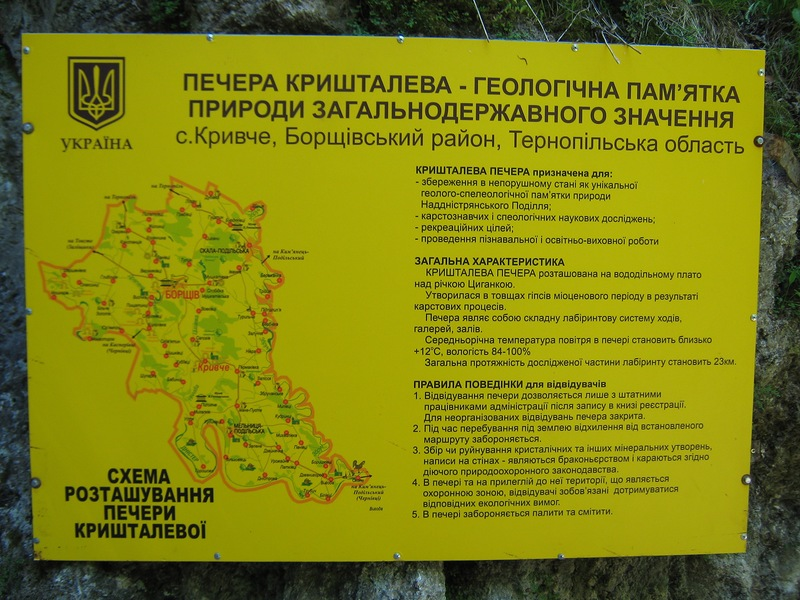 УКРАЇНА
ПЕЧЕРА КРИШТАЛЕВА - ГЕОЛОГІЧНА ПАМ’ЯТКА
ПРИРОДИ ЗАГАЛЬНОДЕРЖАВНОГО ЗНАЧЕННЯ
с.Кривче, Борщівський район, Тернопільська область
КРИШТАЛЕВА ПЕЧЕРА призначена для:
- збереження в непорушному стані як унікальної
геолого-спелеологічної пам'ятки природи
Наддністрянського Поділля;
- карстознавчих і спеологічних наукових досліджень;
- рекреаційних цілей;
- проведення пізнавальної і освітньо-виховної роботи
ЗАГАЛЬНА ХАРАКТЕРИСТИКА
КРИШТАЛЕВА ПЕЧЕРА розташована на вододільному плато
над річкою Циганкою.
Утворилася в товщах гіпсів міоценового періоду в результаті
карстових процесів.
Печера являє собою складну лабіринтову систему ходів,
галерей, залів.
Середньорічна температура повітря в печері становить близько
+12°С, вологість 84-100%
Загальна протяжність дослідженої частини лабіринту становить 23км.
ПРАВИЛА ПОВЕДІНКИ для відвідувачів
1. Відвідування печери дозволяється лише з штатними
працівниками адміністрації після запису в книзі реєстрації.
Для неорганізованих відвідувань печера закрита.
2. Під час перебування під землею відхилення від встановленого
маршруту забороняється.
3. Збір чи руйнування кристалічних та інших мінеральних утворень,
написи на стінах - являються браконьєрством і караються згідно
діючого природоохоронного законодавства.
4. В печері та на прилеглій до неї території, що является
охоронною зоною, відвідувачі зобов'язані дотримуватися
відповідних екологічних вимог.
5. В печері забороняється палити та смітити.
СКАЛА-ПОДІЛЬСЬКА
на Кам'янець-
Подільський
БОРЩІВ
Кривче
МЕЛЬНИЦЯ-
ПОДІЛЬСЬКА
на Кам'янець-
Подільський
(Чернівці)
СХЕМА
РОЗТАШУВАННЯ
ПЕЧЕРИ
КРИШТАЛЕВОЇ